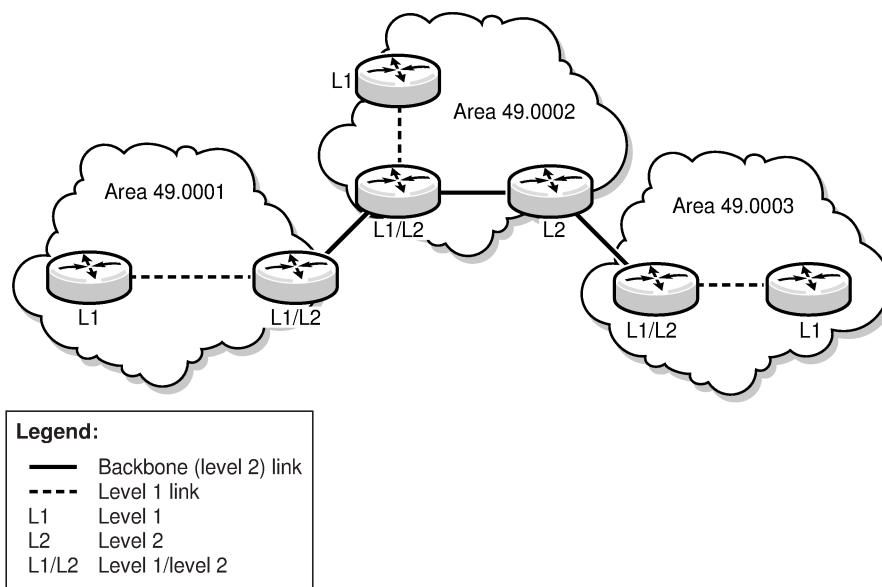 L1
Area 49.0002
L1/L2
L2
Area 49.0001
L1
L1/L2
Area 49.0003
L1/L2
L1
Legend:
Backbone (level 2) link
Level 1 link
L1 Level 1
L2 Level 2
L1/L2 Level 1/level 2